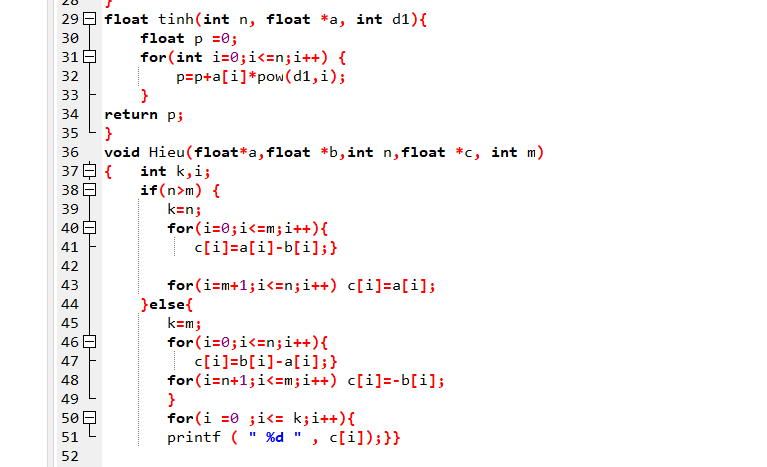 28 }
29 float tinh(int n, float *a, int d1){
30 float p =0;
31 for(int i=0;i<=n;i++) {
32 p=p+a[i]*pow(d1,i);
33 }
34 return p;
35 }
36 void Hieu(float*a,float *b,int n,float *c, int m)
37 { int k,i;
38 if(n>m) {
39 k=n;
40 for(i=0;i<=m;i++){
41 c[i]=a[i]-b[i];}
42
43 for(i=m+1;i<=n;i++) c[i]=a[i];
44 }else{
45 k=m;
46 for(i=0;i<=n;i++){
47 c[i]=b[i]-a[i];}
48 for(i=n+1;i<=m;i++) c[i]=-b[i];
49 }
50 for(i =0 ;i<= k;i++){
51 printf ( " %d " , c[i]);}}
52